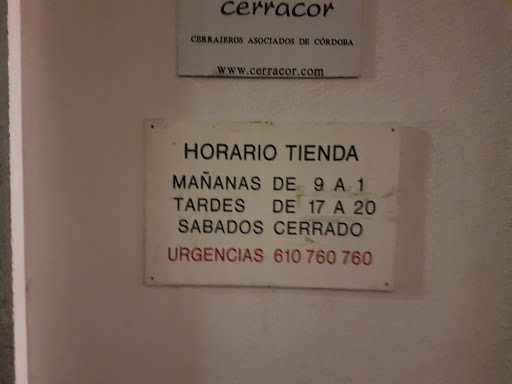 cerracor
CERRAJEROS ASOCIADOS DE CÓRDOBA
www.cerracor.com
HORARIO TIENDA
MAÑANAS DE 9 A 1
TARDES DE 17 A 20
SABADOS CERRADO
URGENCIAS 610 760 760